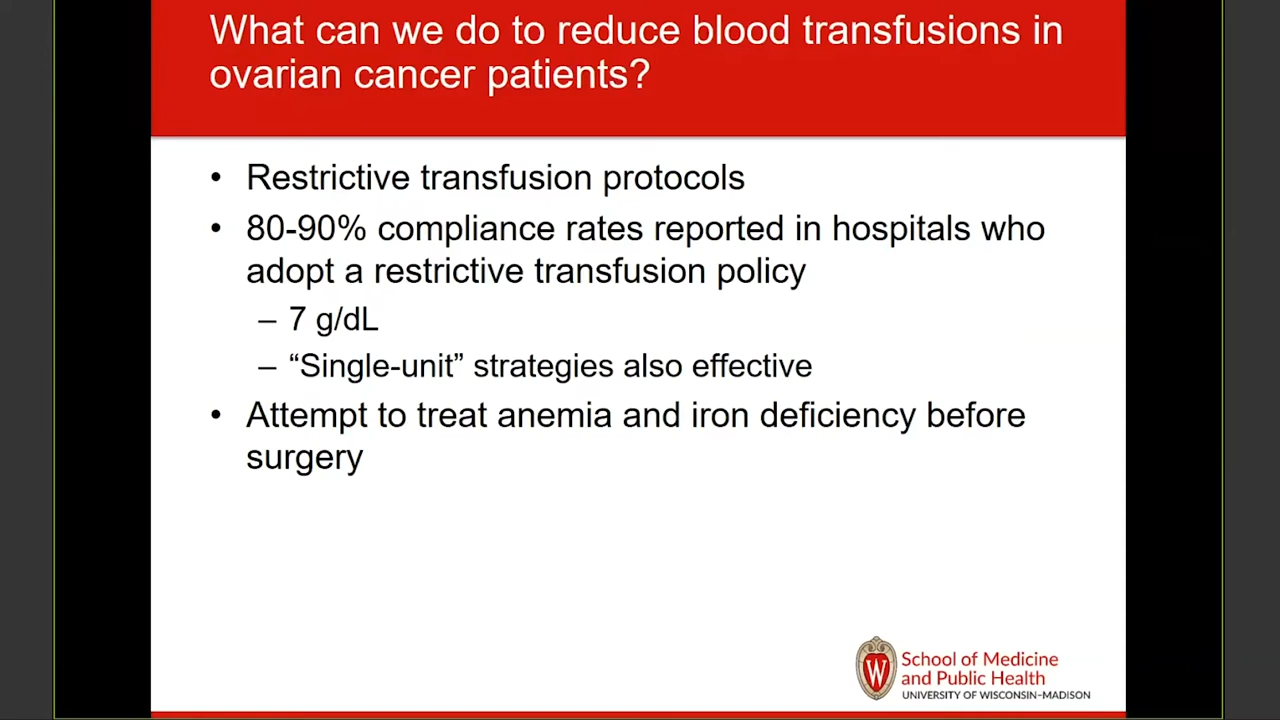 What can we do to reduce blood transfusions in
ovarian cancer patients?
• Restrictive transfusion protocols
• 80-90% compliance rates reported in hospitals who
adopt a restrictive transfusion policy
– 7 g/dL
– “Single-unit” strategies also effective
• Attempt to treat anemia and iron deficiency before
surgery
W
School of Medicine
and Public Health
UNIVERSITY OF WISCONSIN–MADISON